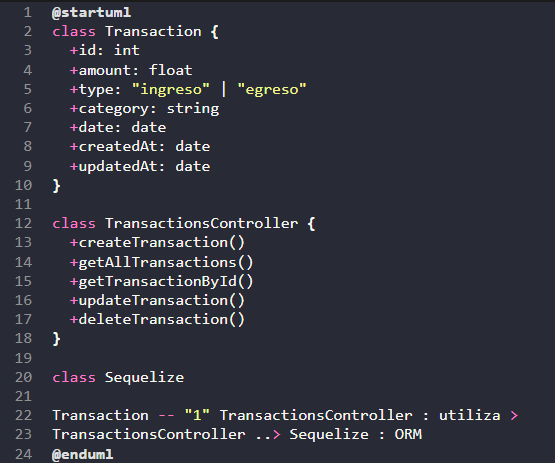 1 @startuml
2 class Transaction {
3 +id: int
4 +amount: float
5 +type: "ingreso" | "egreso"
6 +category: string
7 +date: date
8 +createdAt: date
9 +updatedAt: date
10 }
11
12 class TransactionsController {
13 +createTransaction()
14 +getAllTransactions()
15 +getTransactionById()
16 +updateTransaction()
17 +deleteTransaction()
18 }
19
20 class Sequelize
21
22 Transaction -- "1" TransactionsController : utiliza >
23 TransactionsController ..> Sequelize : ORM
24 @enduml